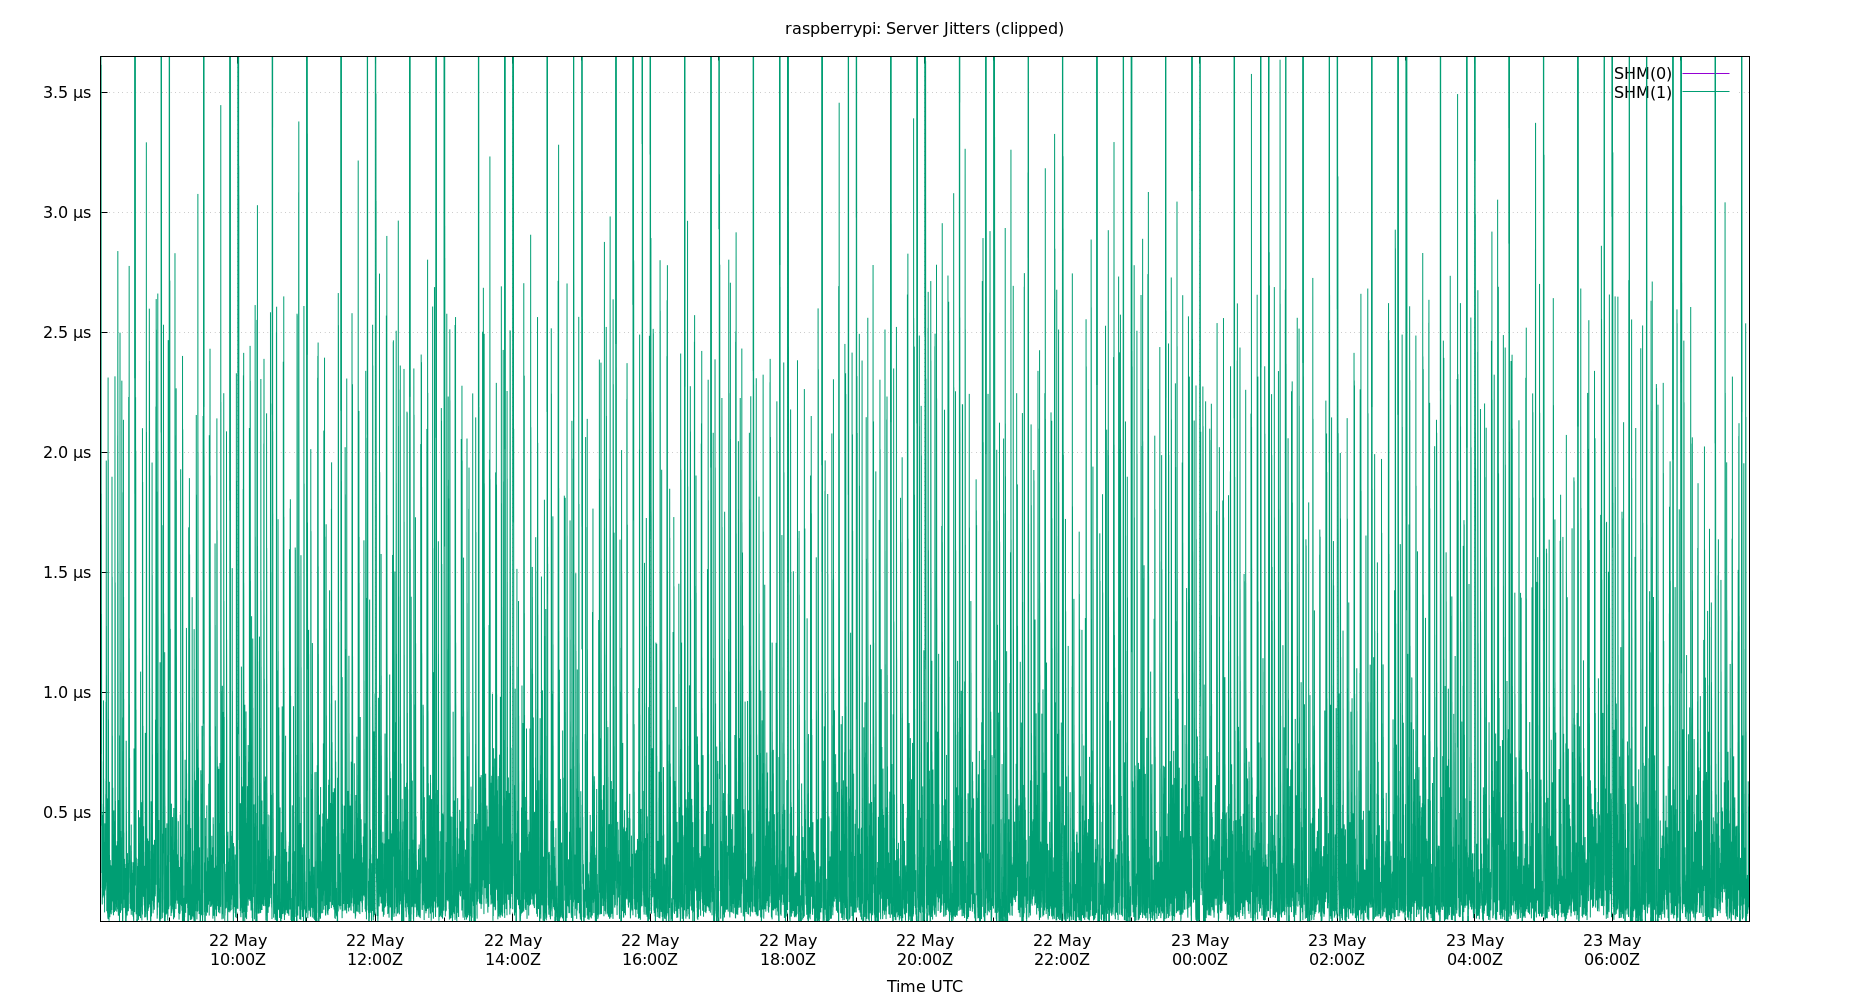 raspberrypi: Server Jitters (clipped)
SHM(0)
SHM(1)
3.5 µs
3.0 µs
2.5 µs
2.0 µs
1.5 µs
1.0 µs
0.5 µs
22 May 22 May 22 May 22 May 22 May 22 May 22 May 23 May 23 May 23 May 23 May
10:00Z 12:00Z 14:00Z 16:00Z 18:00Z 20:00Z 22:00Z 00:00Z 02:00Z 04:00Z 06:00Z
Time UTC